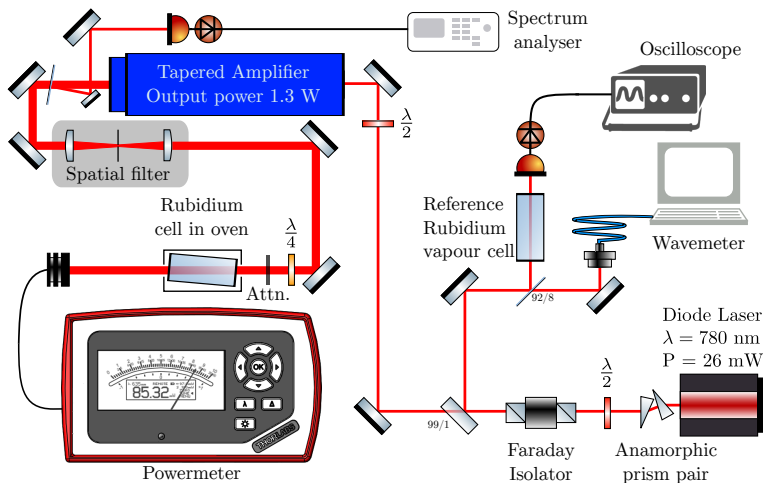 Spectrum
analyser
Oscilloscope
Tapered Amplifier
Output power 1.3 W
λ
2
Spatial filter
Reference
Rubidium
vapour cell
Wavemeter
Rubidium
cell in oven
λ
4
Attn.
92/8
Diode Laser
λ = 780 nm
P = 26 mW
OK
85.32
λ
Δ
THORLABS
λ
2
99/1
Faraday
Isolator
Anamorphic
prism pair
Powermeter